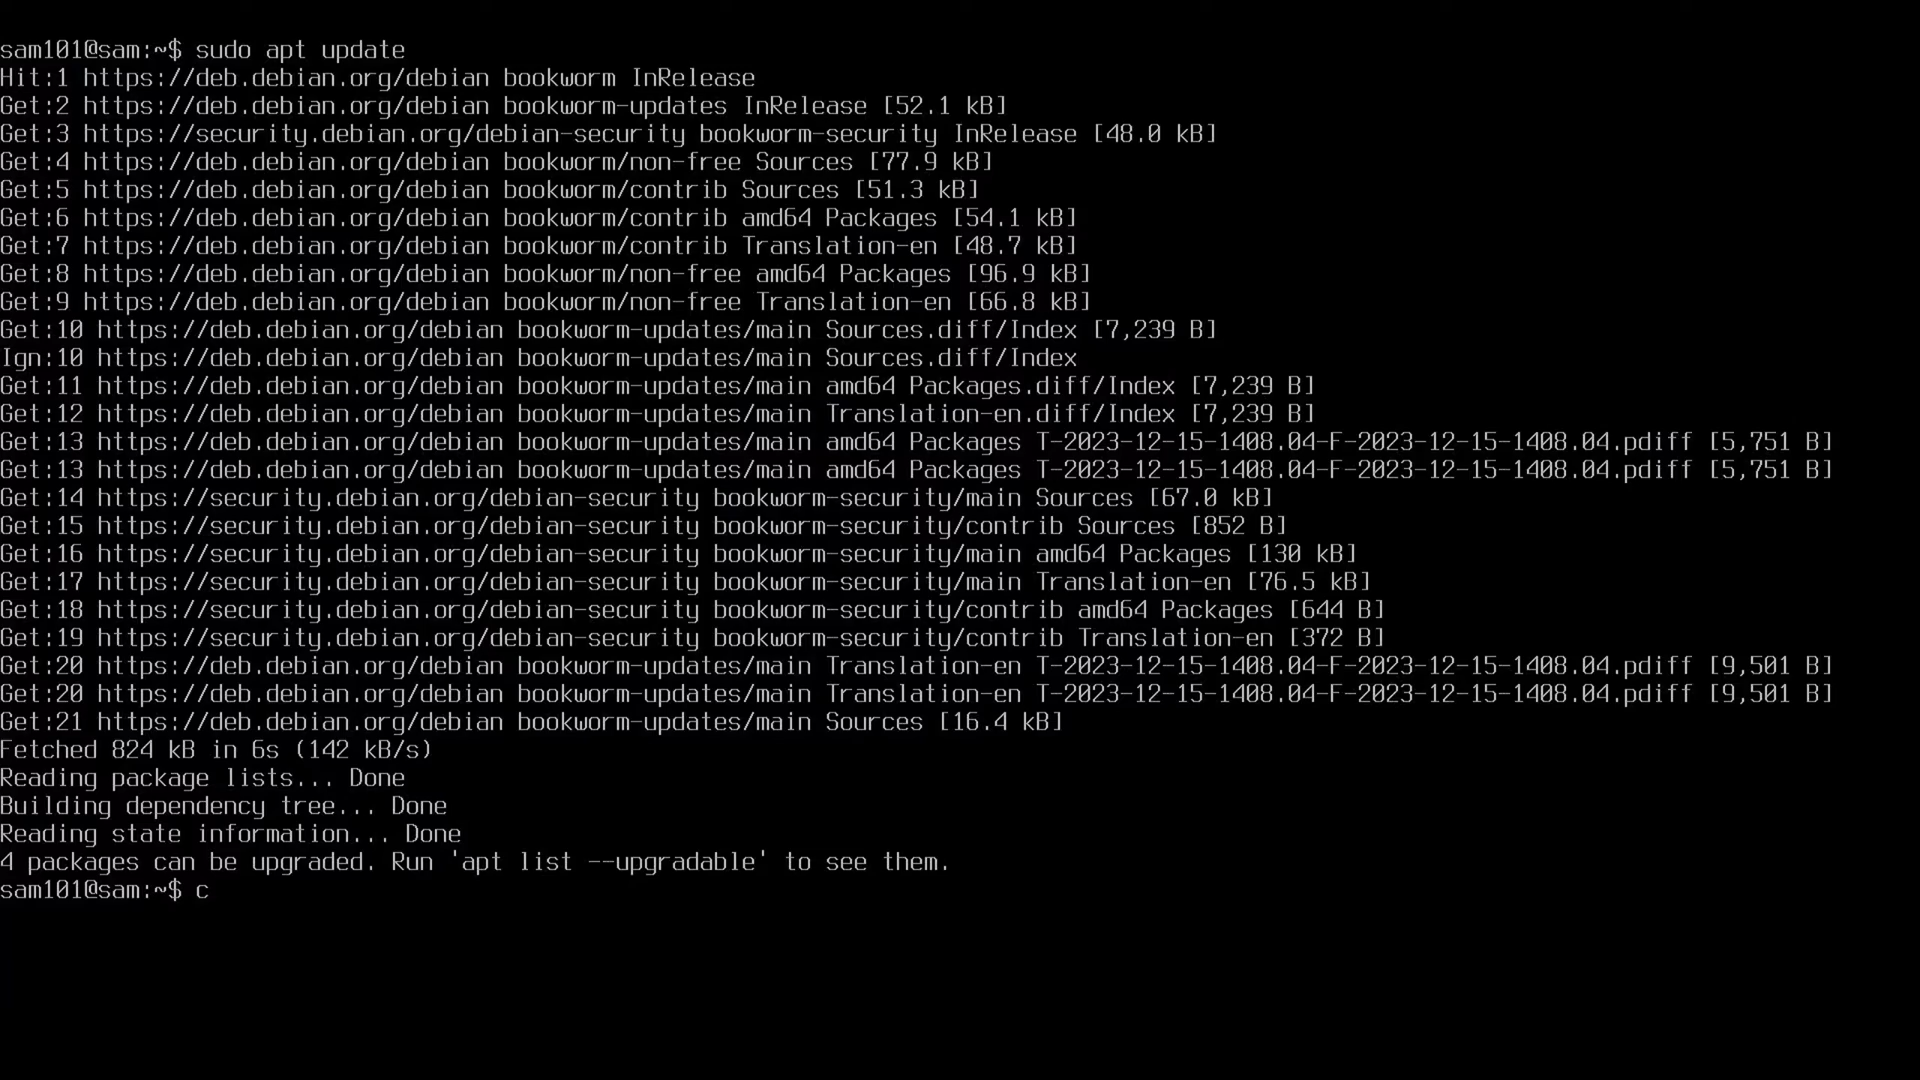 sam101@sam:~$ sudo apt update
Hit:1 https://deb.debian.org/debian bookworm InRelease
Get:2 https://deb.debian.org/debian bookworm-updates InRelease [52.1 kB]
Get:3 https://security.debian.org/debian-security bookworm-security InRelease [48.0 kB]
Get:4 https://deb.debian.org/debian bookworm/non-free Sources [77.9 kB]
Get:5 https://deb.debian.org/debian bookworm/contrib Sources [51.3 kB]
Get:6 https://deb.debian.org/debian bookworm/contrib amd64 Packages [54.1 kB]
Get:7 https://deb.debian.org/debian bookworm/contrib Translation-en [48.7 kB]
Get:8 https://deb.debian.org/debian bookworm/non-free amd64 Packages [96.9 kB]
Get:9 https://deb.debian.org/debian bookworm/non-free Translation-en [66.8 kB]
Get:10 https://deb.debian.org/debian bookworm-updates/main Sources.diff/Index [7,239 B]
Ign:10 https://deb.debian.org/debian bookworm-updates/main Sources.diff/Index
Get:11 https://deb.debian.org/debian bookworm-updates/main amd64 Packages.diff/Index [7,239 B]
Get:12 https://deb.debian.org/debian bookworm-updates/main Translation-en.diff/Index [7,239 B]
Get:13 https://deb.debian.org/debian bookworm-updates/main amd64 Packages T-2023-12-15-1408.04-F-2023-12-15-1408.04.pdiff [5,751 B]
Get:13 https://deb.debian.org/debian bookworm-updates/main amd64 Packages T-2023-12-15-1408.04-F-2023-12-15-1408.04.pdiff [5,751 B]
Get:14 https://security.debian.org/debian-security bookworm-security/main Sources [67.0 kB]
Get:15 https://security.debian.org/debian-security bookworm-security/contrib Sources [852 B]
Get:16 https://security.debian.org/debian-security bookworm-security/main amd64 Packages [130 kB]
Get:17 https://security.debian.org/debian-security bookworm-security/main Translation-en [76.5 kB]
Get:18 https://security.debian.org/debian-security bookworm-security/contrib amd64 Packages [644 B]
Get:19 https://security.debian.org/debian-security bookworm-security/contrib Translation-en [372 B]
Get:20 https://deb.debian.org/debian bookworm-updates/main Translation-en T-2023-12-15-1408.04-F-2023-12-15-1408.04.pdiff [9,501 B]
Get:20 https://deb.debian.org/debian bookworm-updates/main Translation-en T-2023-12-15-1408.04-F-2023-12-15-1408.04.pdiff [9,501 B]
Get:21 https://deb.debian.org/debian bookworm-updates/main Sources [16.4 kB]
Fetched 824 kB in 6s (142 kB/s)
Reading package lists... Done
Building dependency tree... Done
Reading state information... Done
4 packages can be upgraded. Run 'apt list --upgradable' to see them.
sam101@sam:~$ c